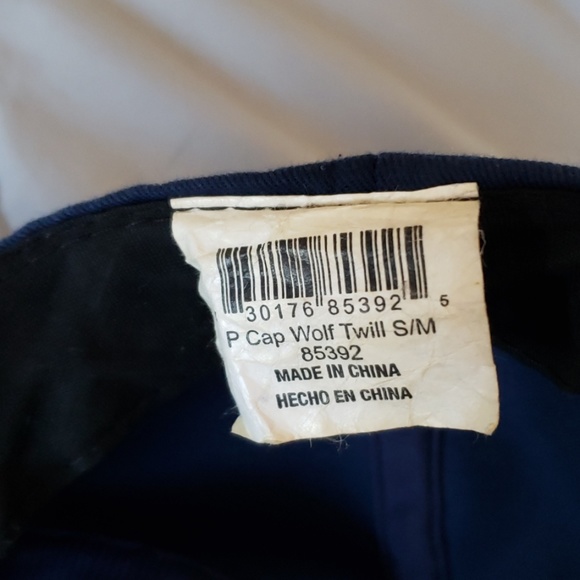 30176 85392 5
P Cap Wolf Twill S/M
85392
MADE IN CHINA
HECHO EN CHINA